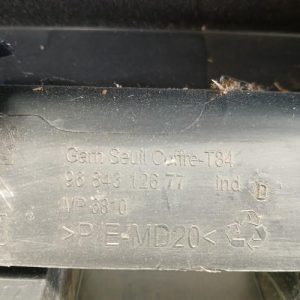 Garn Seuil Coffre-T84
96 843 126 77 Ind D
VP 3810
>P/E-MD20<